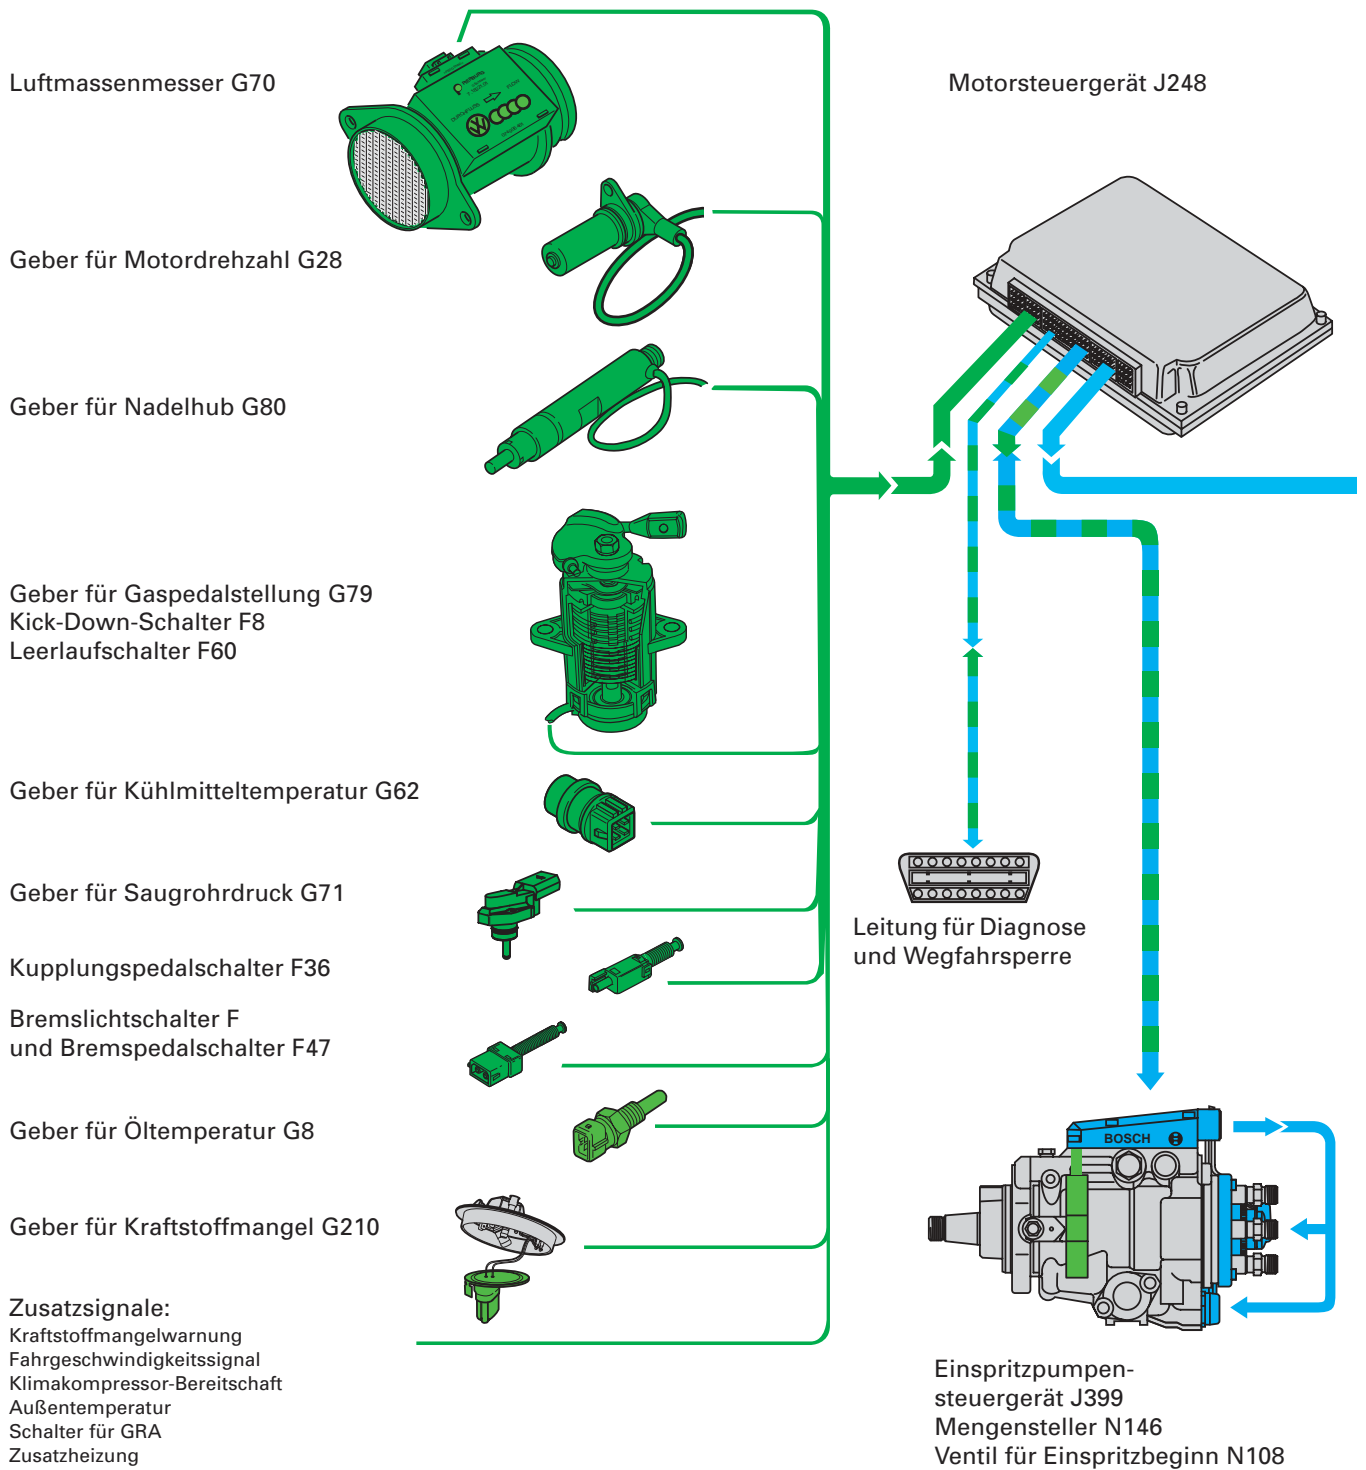 Luftmassenmesser G70
Motorsteuergerät J248
Geber für Motordrehzahl G28
Geber für Nadelhub G80
Geber für Gaspedalstellung G79
Kick-Down-Schalter F8
Leerlaufschalter F60
Geber für Kühlmitteltemperatur G62
Geber für Saugrohrdruck G71
Leitung für Diagnose
und Wegfahrsperre
Kupplungspedalschalter F36
Bremslichtschalter F
und Bremspedalschalter F47
Geber für Öltemperatur G8
BOSCH
Geber für Kraftstoffmangel G210
Zusatzsignale:
Kraftstoffmangelwarnung
Fahrgeschwindigkeitssignal
Klimakompressor-Bereitschaft
Außentemperatur
Schalter für GRA
Zusatzheizung
Einspritzpumpen-
steuergerät J399
Mengensteller N146
Ventil für Einspritzbeginn N108